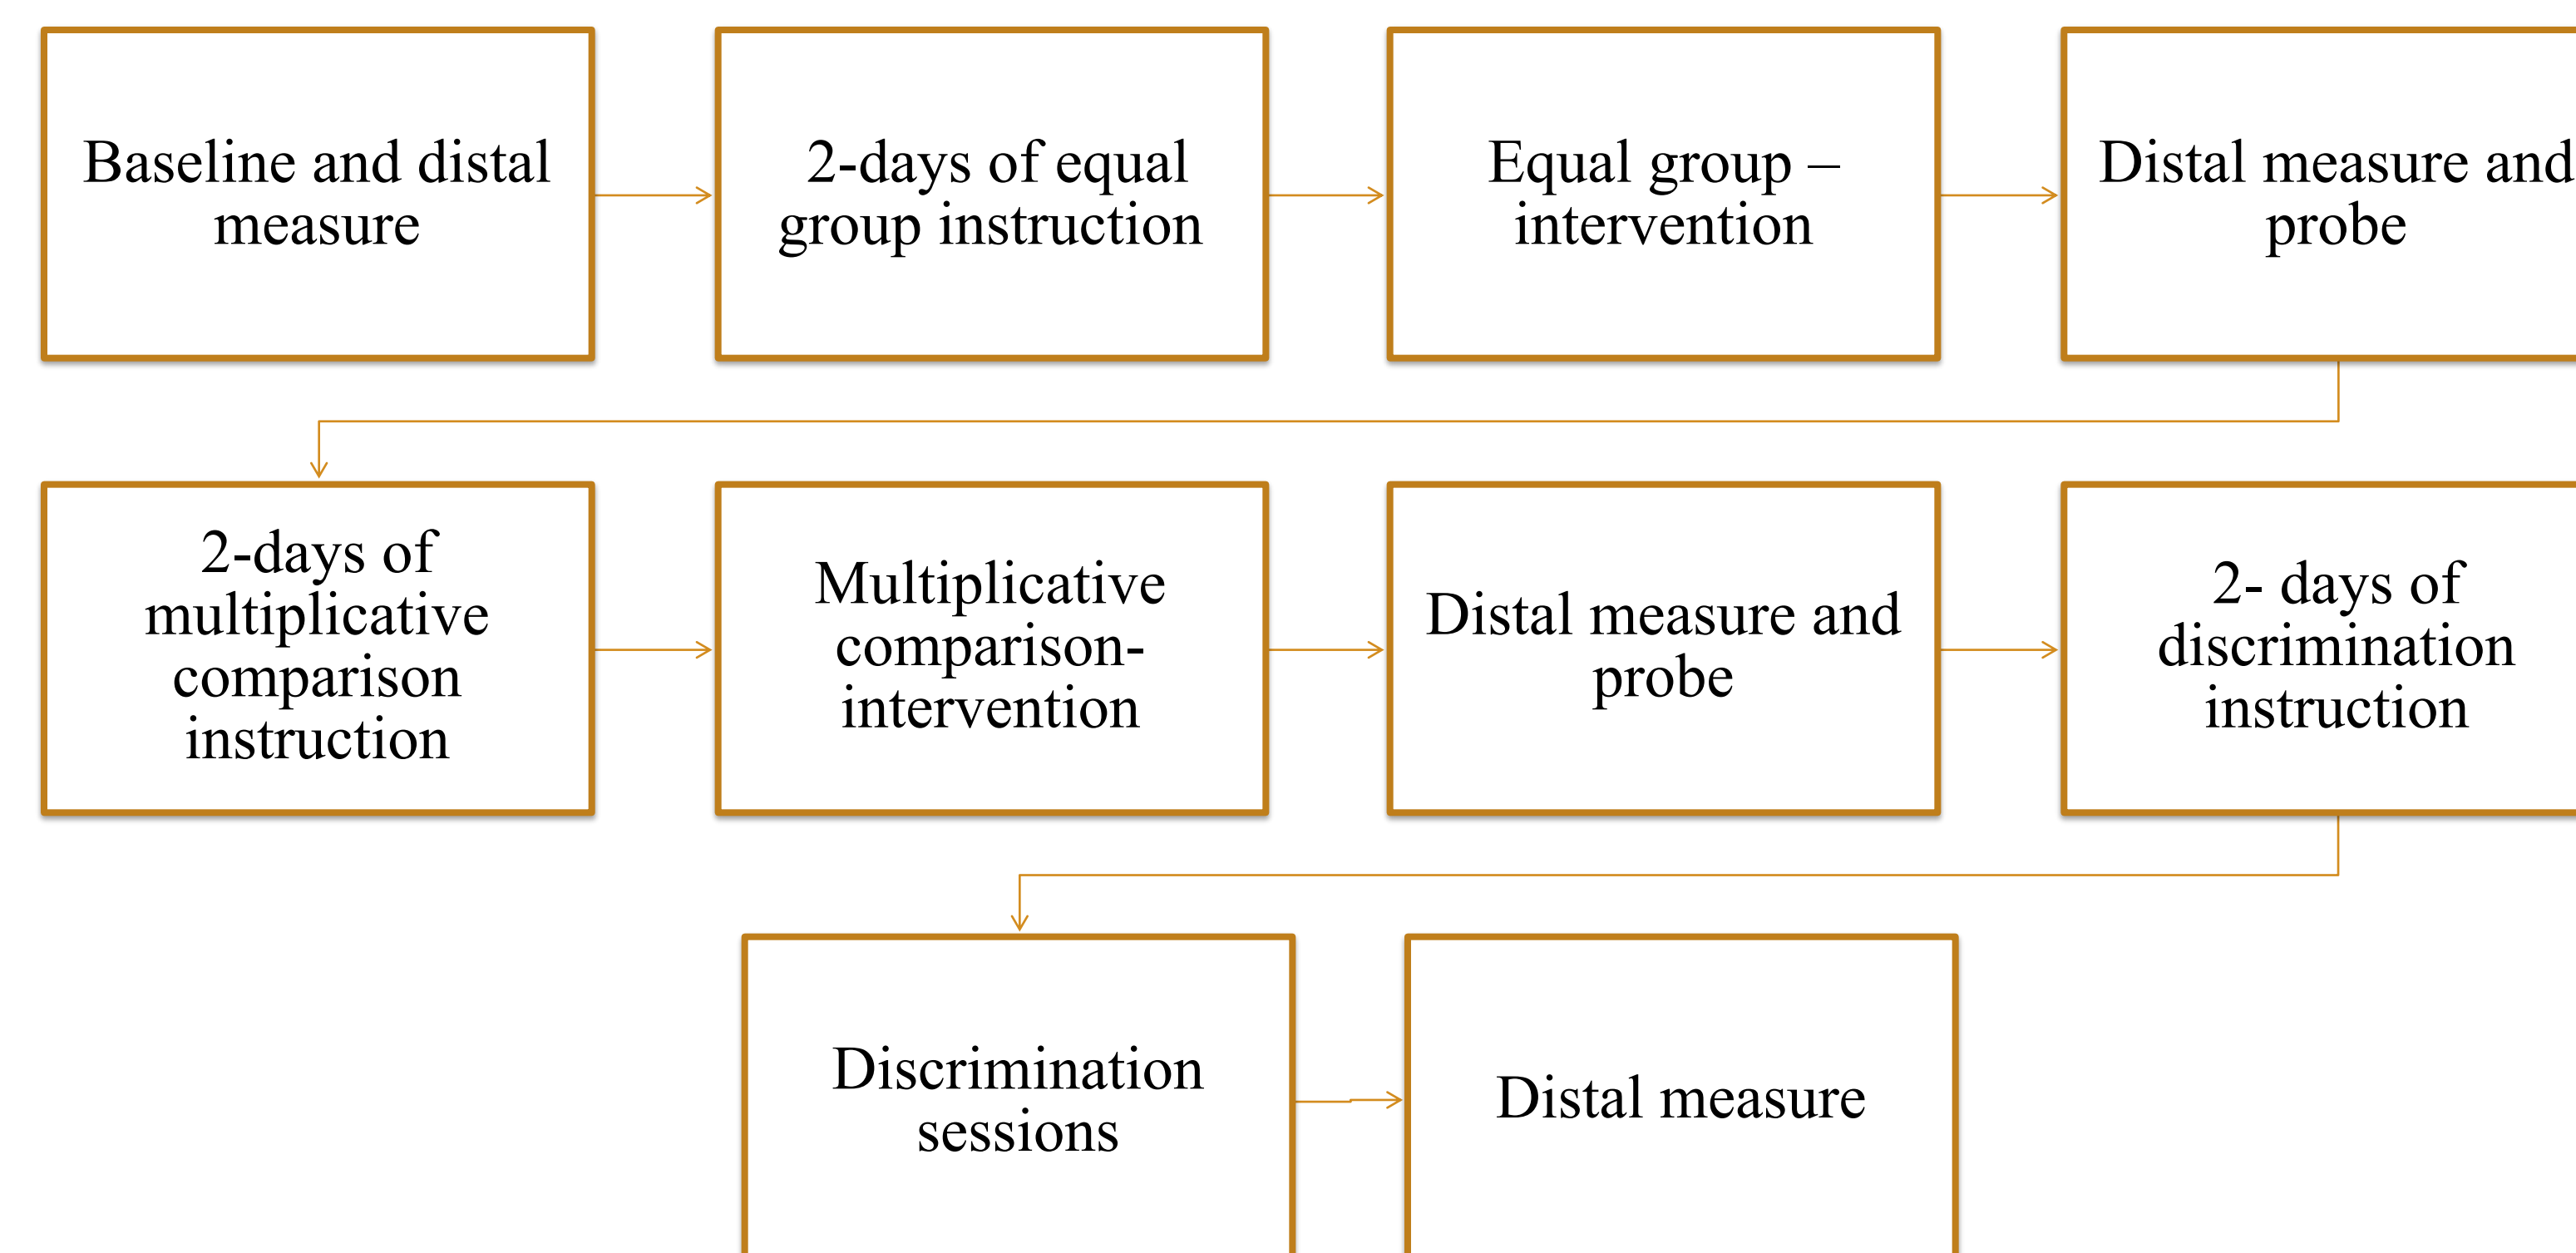 Baseline and distal
measure
2-days of equal
group instruction
Equal group –
intervention
Distal measure and
probe
2-days of
multiplicative
comparison
instruction
Multiplicative
comparison-
intervention
Distal measure and
probe
2- days of
discrimination
instruction
Discrimination
sessions
Distal measure